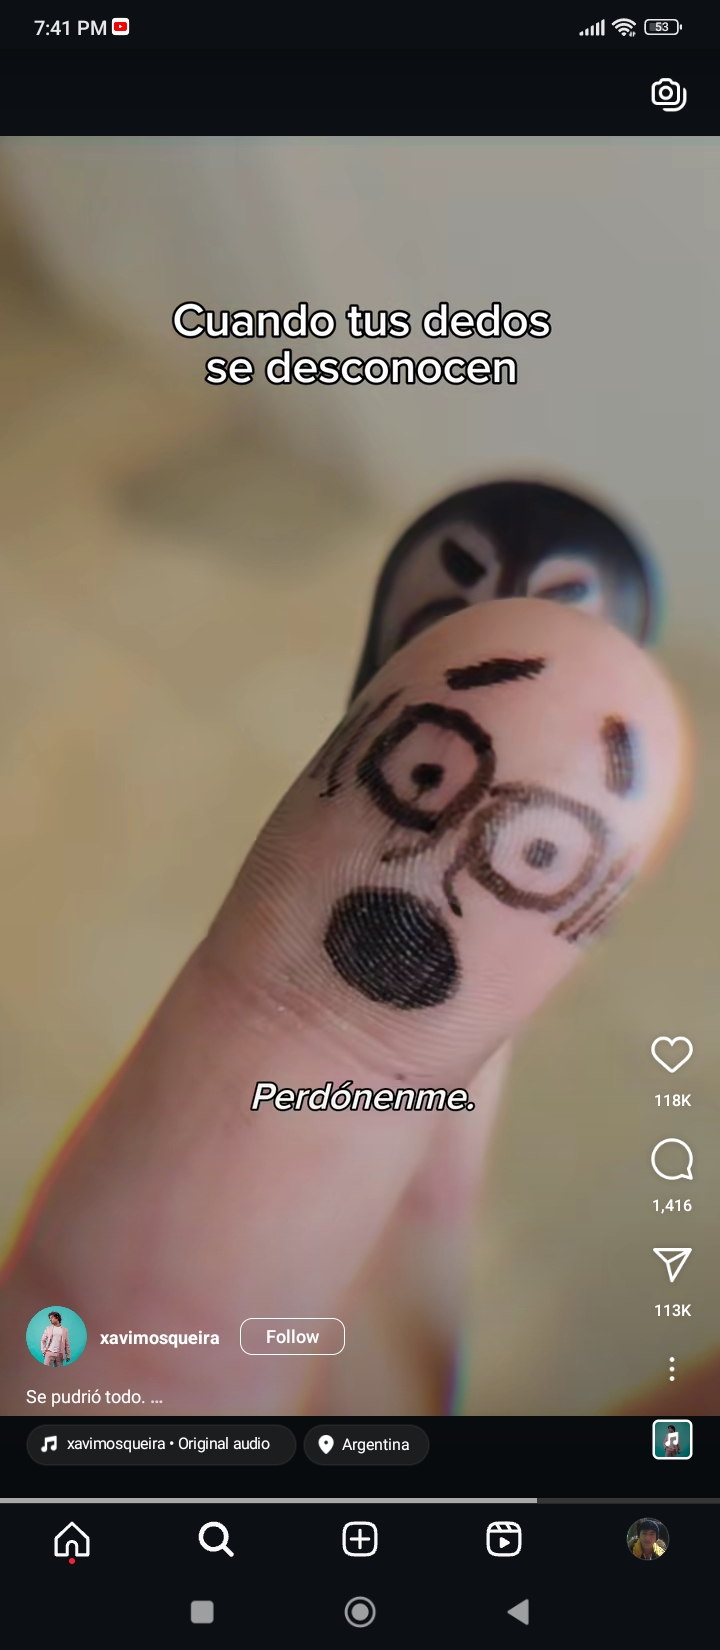 7:41 PM
53
Cuando tus dedos
se desconocen
Perdónenme.
118K
1,416
113K
xavimosqueira
Follow
Se pudrió todo. ...
xavimosqueira • Original audio
Argentina